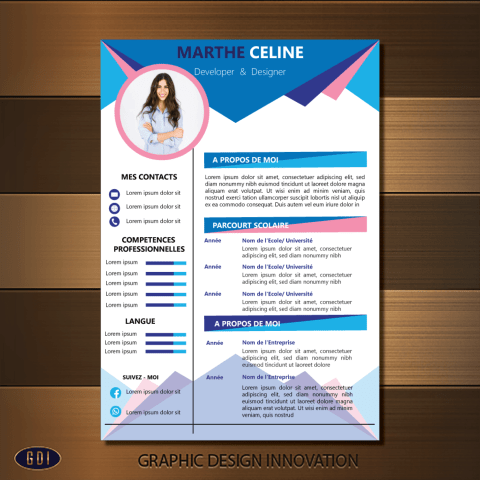 MARTHE CELINE
Developer & Designer
MES CONTACTS
Lorem ipsum dolor sit
Lorem ipsum dolor sit
Lorem ipsum dolor sit
COMPETENCES
PROFESSIONNELLES
Lorem ipsum
Lorem ipsum
Lorem ipsum
Lorem ipsum
Lorem ipsum
LANGUE
Lorem ipsum
Lorem ipsum
Lorem ipsum
SUIVEZ - MOI
Lorem ipsum dolor sit
Lorem ipsum dolor sit
A PROPOS DE MOI
Lorem ipsum dolor sit amet, consectetuer adipiscing elit, sed
diam nonummy nibh euismod tincidunt ut laoreet dolore
magna aliquam erat volutpat. Ut wisi enim ad minim veniam, quis
nostrud exerci tation ullamcorper suscipit lobortis nisl ut aliquip
ex ea commodo consequat. Duis autem vel eum iriure dolor in
PARCOURT SCOLAIRE
Année Nom de l'Ecole/ Université
Lorem ipsum dolor sit amet, consectetuer
adipiscing elit, sed diam nonummy nibh
Année Nom de l'Ecole/ Université
Lorem ipsum dolor sit amet, consectetuer
adipiscing elit, sed diam nonummy nibh
Année Nom de l'Ecole/ Université
Lorem ipsum dolor sit amet, consectetuer
adipiscing elit, sed diam nonummy nibh
A PROPOS DE MOI
Année Nom de l'Entreprise
Lorem ipsum dolor sit amet, consectetuer
adipiscing elit, sed diam nonummy nibh
euismod tincidunt ut laoreet dolore
Année Nom de l'Entreprise
Lorem ipsum dolor sit amet, consectetuer
adipiscing elit, sed diam nonummy nibh
euismod tincidunt ut laoreet dolore
magna aliquam erat volutpat. Ut wisi
enim ad minim veniam, quis nostrud
GDI
GRAPHIC DESIGN INNOVATION